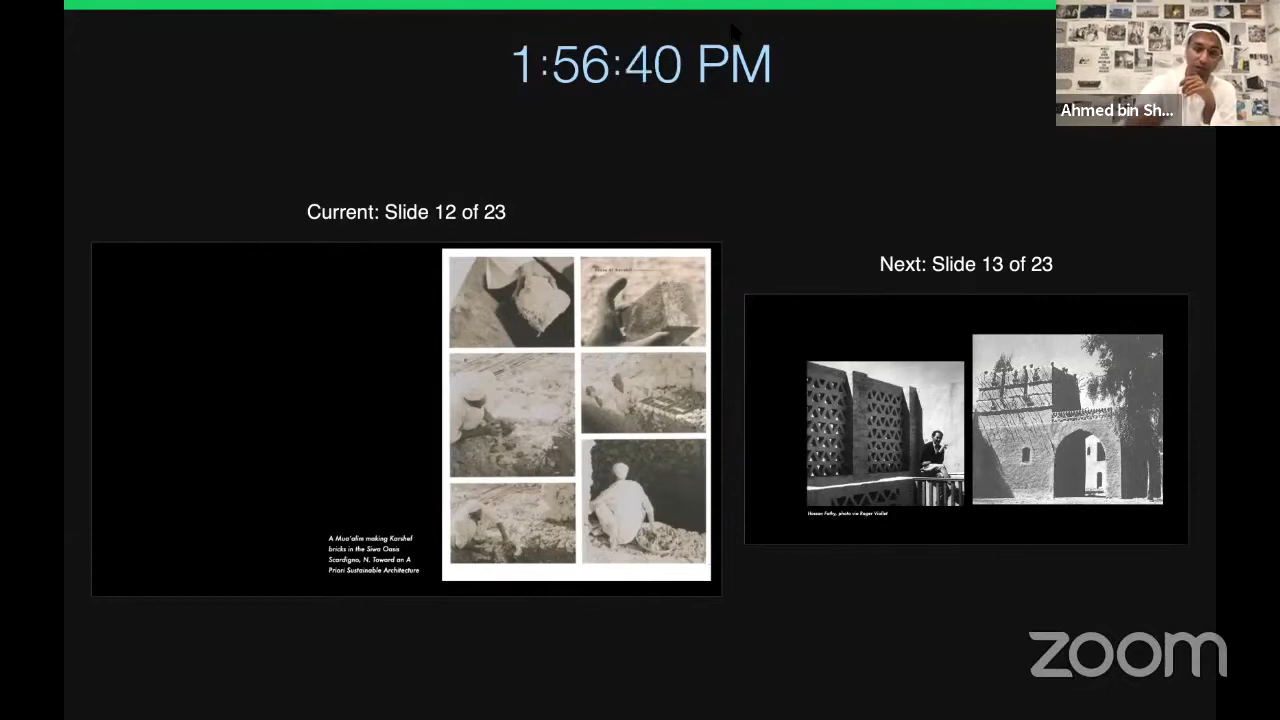 1:56:40 PM
Ahmed bin Sh...
Current: Slide 12 of 23
Next: Slide 13 of 23
A Mua'alim making Karshef
bricks in the Siwa Oasis
Scardigno, N. Toward an A
Priori Sustainable Architecture
Hassan Fathy, photo via Roger Viollet
zoom